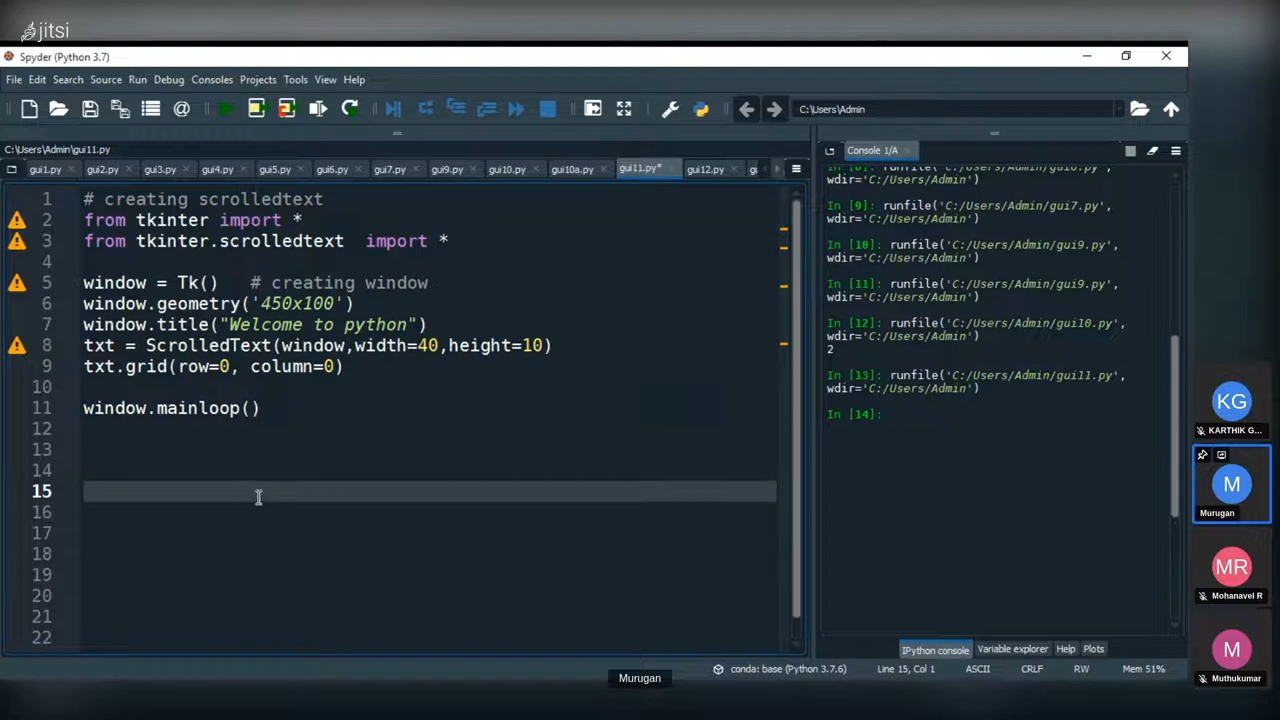 jitsi
Spyder (Python 3.7)
File Edit Search Source Run Debug Consoles Projects Tools View Help
C:\Users\Admin
C:\Users\Admin\gui11.py
gui1.py gui2.py gui3.py gui4.py gui5.py gui6.py gui7.py gui9.py gui10.py gui10a.py gui11.py* gui12.py
1 # creating scrolledtext
2 from tkinter import *
3 from tkinter.scrolledtext  import *
4
5 window = Tk()   # creating window
6 window.geometry('450x100')
7 window.title("Welcome to python")
8 txt = ScrolledText(window,width=40,height=10)
9 txt.grid(row=0, column=0)
10
11 window.mainloop()
12
13
14
15
16
17
18
19
20
21
22
Console 1/A
wdir='C:/Users/Admin')
In [9]: runfile('C:/Users/Admin/gui7.py',
wdir='C:/Users/Admin')
In [10]: runfile('C:/Users/Admin/gui9.py',
wdir='C:/Users/Admin')
In [11]: runfile('C:/Users/Admin/gui9.py',
wdir='C:/Users/Admin')
In [12]: runfile('C:/Users/Admin/gui10.py',
wdir='C:/Users/Admin')
2
In [13]: runfile('C:/Users/Admin/gui11.py',
wdir='C:/Users/Admin')
In [14]:
IPython console Variable explorer Help Plots
conda: base (Python 3.7.6) Line 15, Col 1 ASCII CRLF RW Mem 51%
Murugan
KG
KARTHIK G...
M
Murugan
MR
Mohanavel R
M
Muthukumar